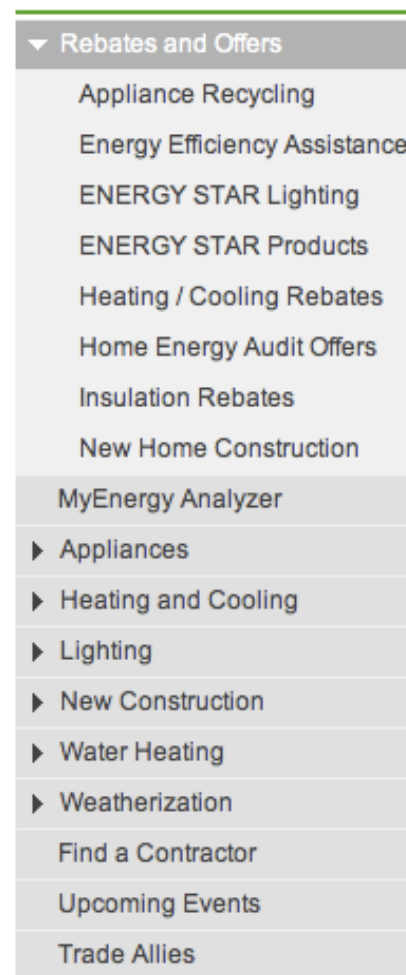 Rebates and Offers
Appliance Recycling
Energy Efficiency Assistance
ENERGY STAR Lighting
ENERGY STAR Products
Heating / Cooling Rebates
Home Energy Audit Offers
Insulation Rebates
New Home Construction
MyEnergy Analyzer
Appliances
Heating and Cooling
Lighting
New Construction
Water Heating
Weatherization
Find a Contractor
Upcoming Events
Trade Allies